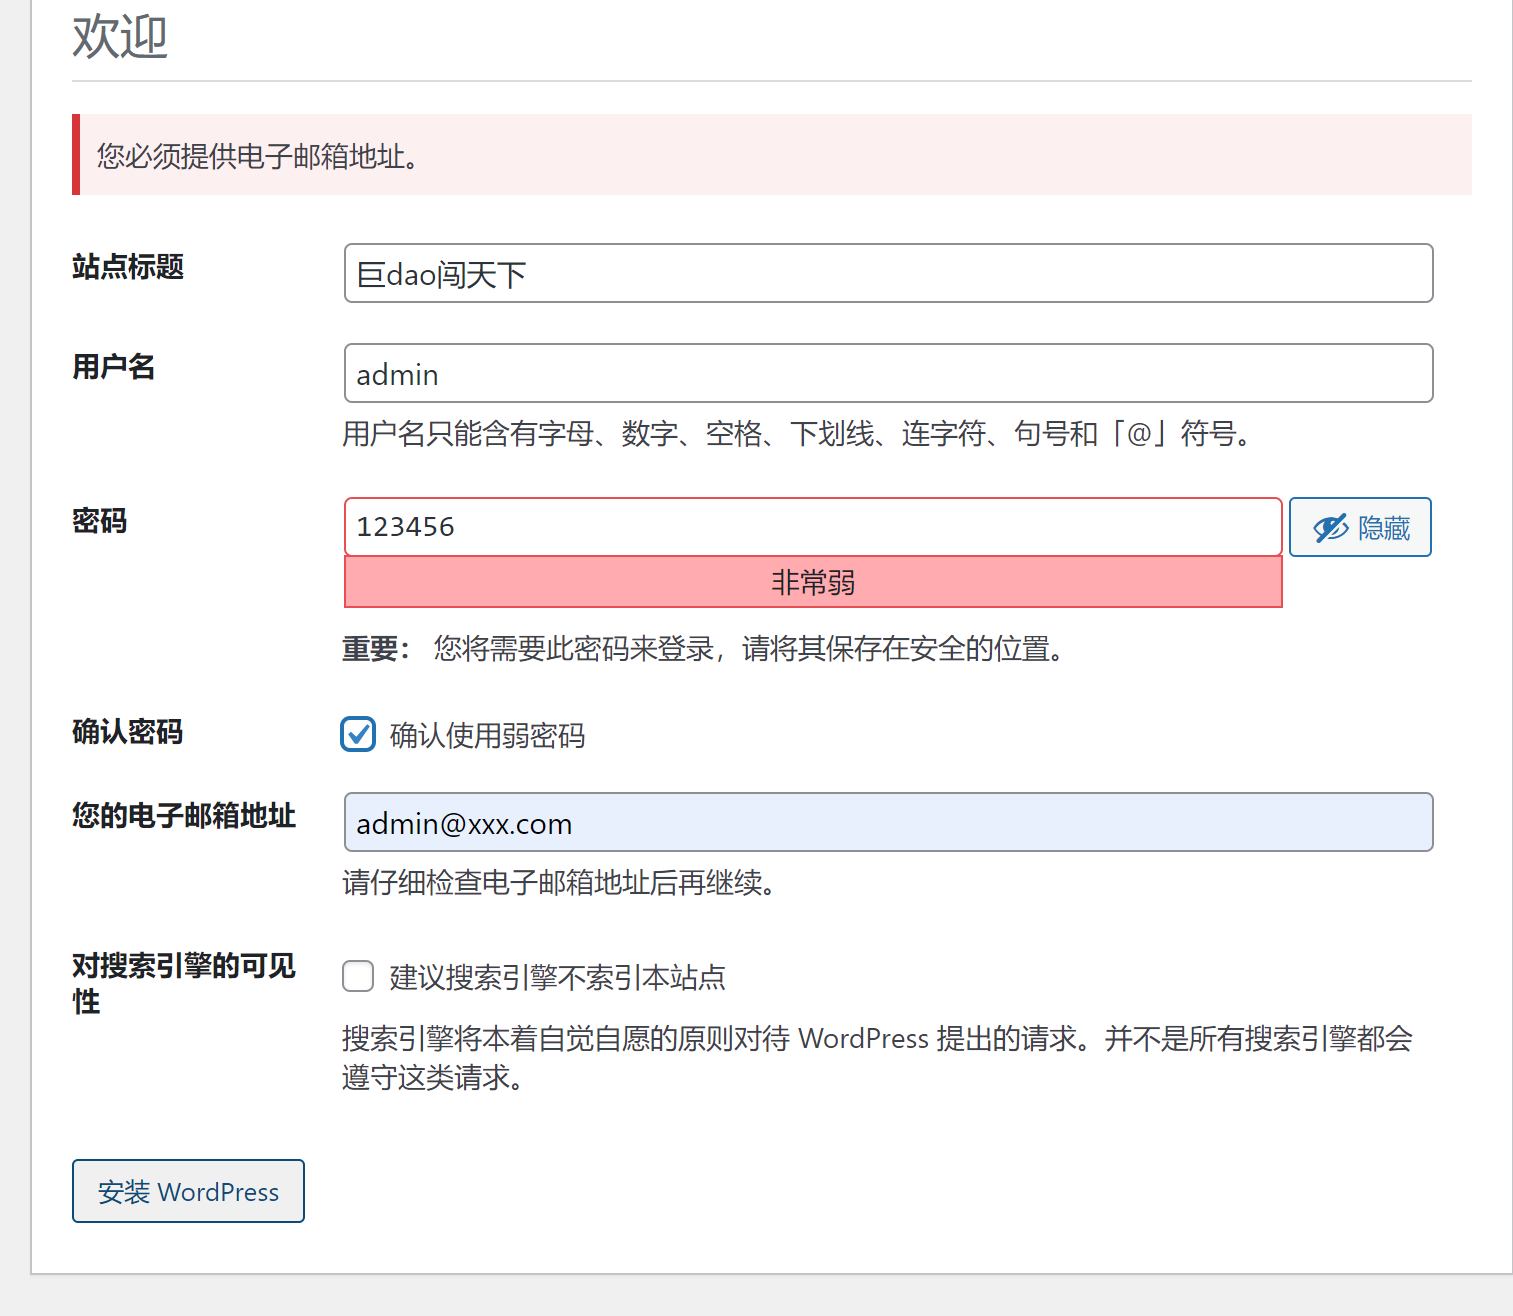 欢迎
您必须提供电子邮箱地址。
站点标题
巨dao闯天下
用户名
admin
用户名只能含有字母、数字、空格、下划线、连字符、句号和「@」符号。
密码
123456
隐藏
非常弱
重要： 您将需要此密码来登录，请将其保存在安全的位置。
确认密码
确认使用弱密码
您的电子邮箱地址
admin@xxx.com
请仔细检查电子邮箱地址后再继续。
对搜索引擎的可见
性
建议搜索引擎不索引本站点
搜索引擎将本着自觉自愿的原则对待 WordPress 提出的请求。并不是所有搜索引擎都会
遵守这类请求。
安装 WordPress